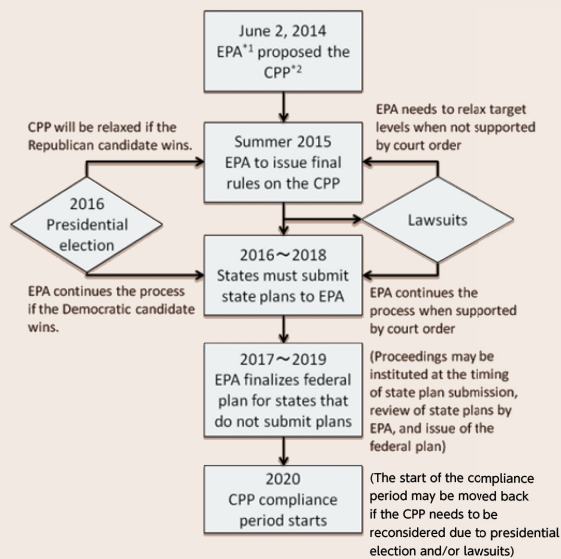 June 2, 2014
EPA*1 proposed the
CPP*2
CPP will be relaxed if the
Republican candidate wins.
EPA needs to relax target
levels when not supported
by court order
Summer 2015
EPA to issue final
rules on the CPP
2016
Presidential
election
Lawsuits
2016～2018
States must submit
state plans to EPA
EPA continues the process
if the Democratic candidate
wins.
EPA continues the
process when supported
by court order
2017～2019
EPA finalizes federal
plan for states that
do not submit plans
(Proceedings may be
instituted at the timing
of state plan submission,
review of state plans by
EPA, and issue of the
federal plan)
2020
CPP compliance
period starts
(The start of the compliance
period may be moved back
if the CPP needs to be
reconsidered due to presidential
election and/or lawsuits)